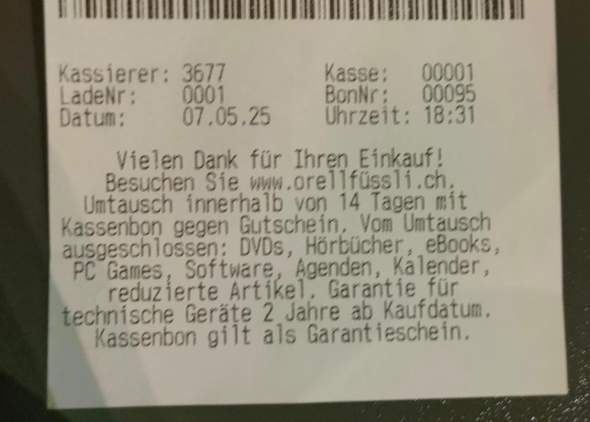 Kassierer: 3677 Kasse: 00001
LadeNr: 0001 BonNr: 00095
Datum: 07.05.25 Uhrzeit: 18:31
Vielen Dank für Ihren Einkauf!
Besuchen Sie www.orellfüssli.ch.
Umtausch innerhalb von 14 Tagen mit
Kassenbon gegen Gutschein. Vom Umtausch
ausgeschlossen: DVDs, Hörbücher, eBooks,
PC Games, Software, Agenden, Kalender,
reduzierte Artikel. Garantie für
technische Geräte 2 Jahre ab Kaufdatum.
Kassenbon gilt als Garantieschein.